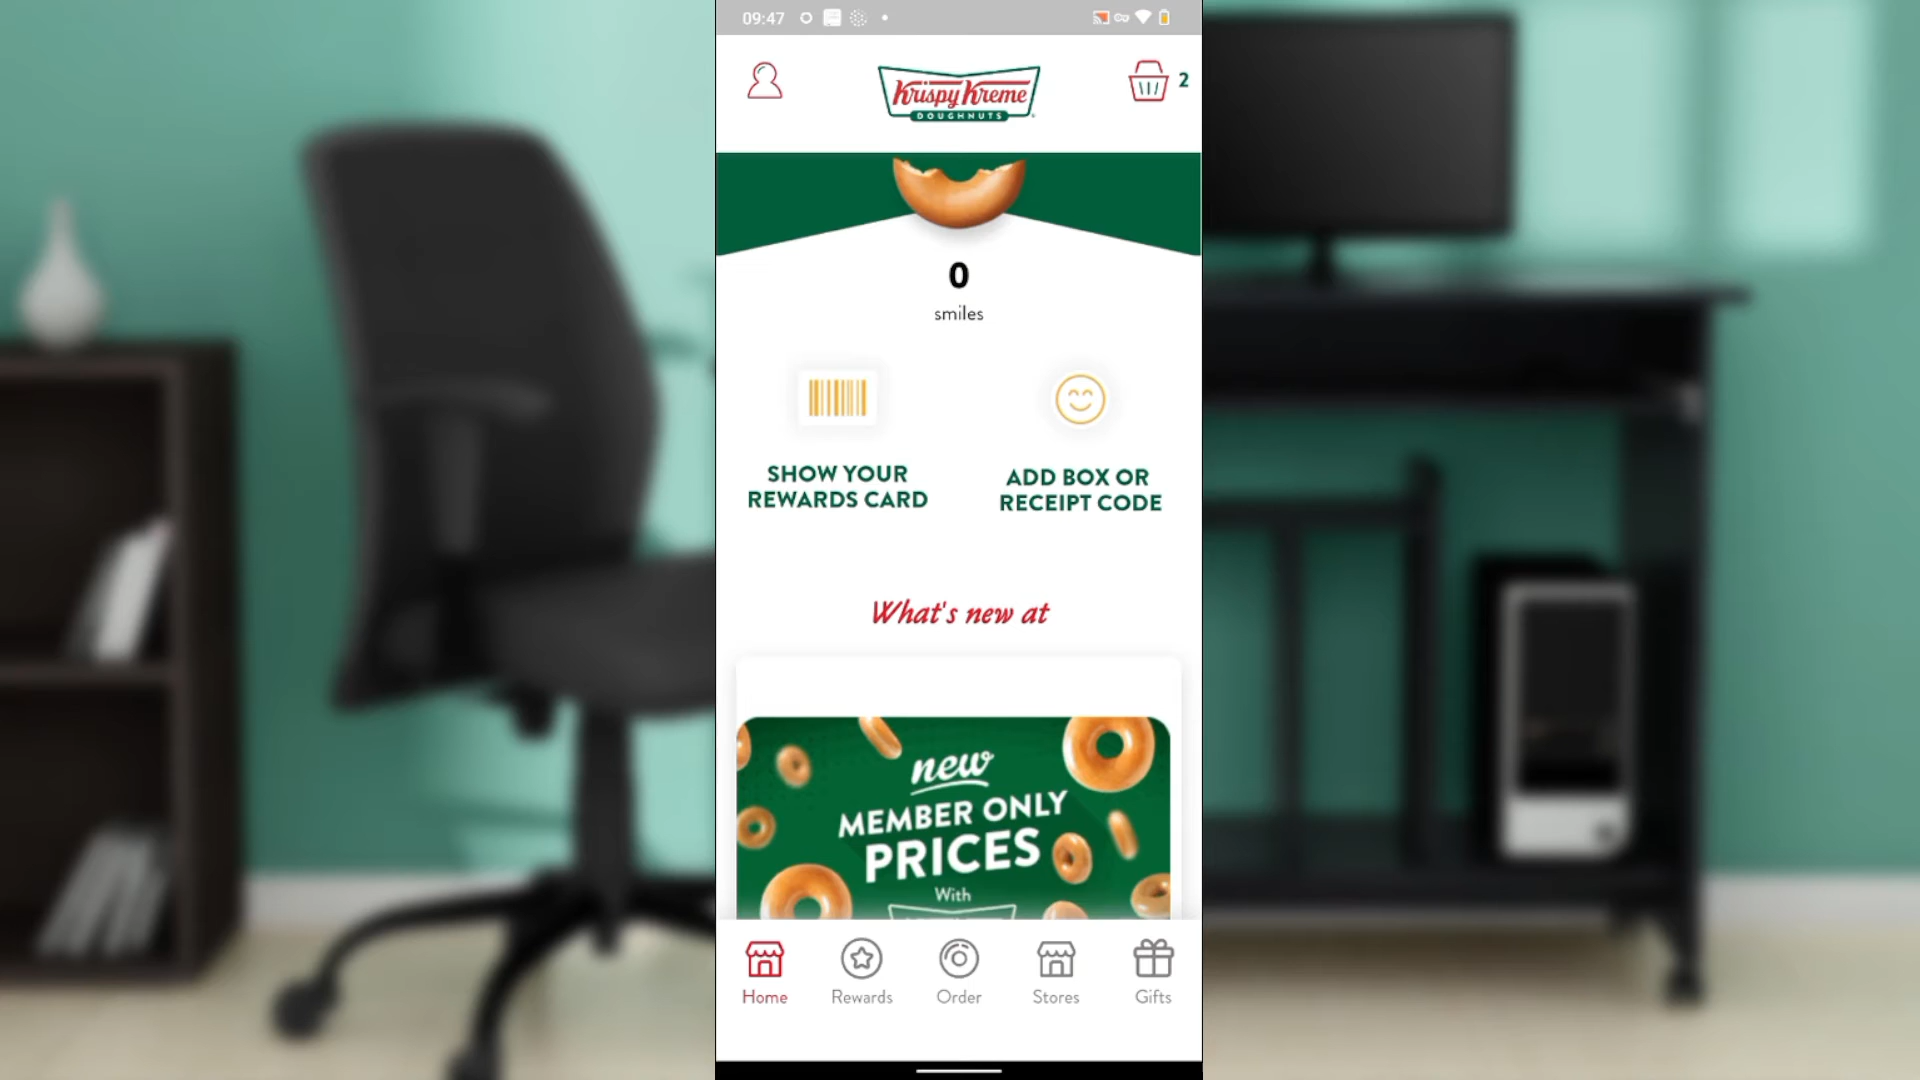 09:47
Krispy Kreme
DOUGHNUTS
2
0
smiles
SHOW YOUR
REWARDS CARD
ADD BOX OR
RECEIPT CODE
What's new at
new
MEMBER ONLY
PRICES
With
Home
Rewards
Order
Stores
Gifts